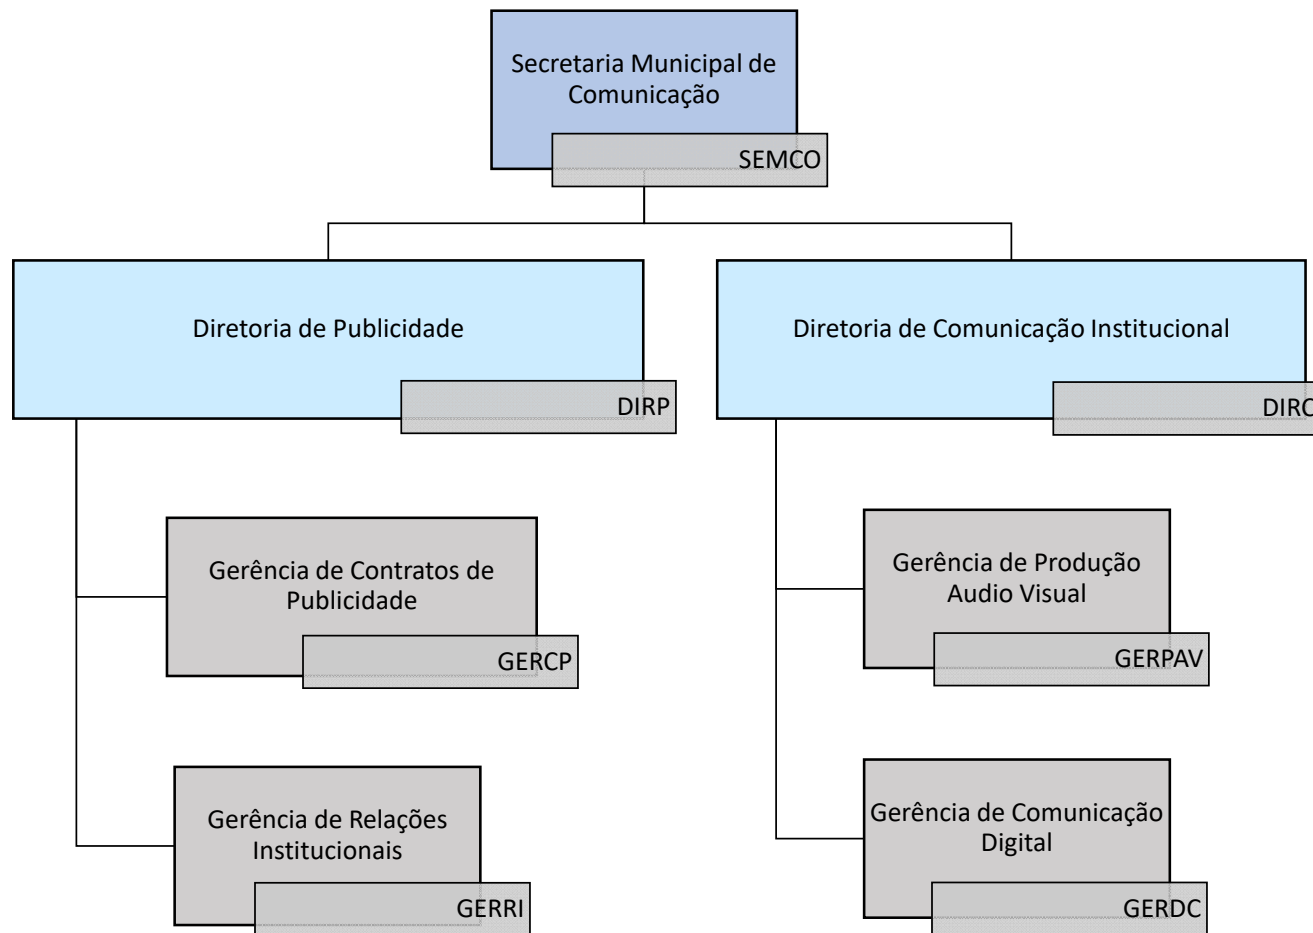 Secretaria Municipal de
Comunicação
SEMCO
Diretoria de Publicidade
DIRP
Diretoria de Comunicação Institucional
Gerência de Contratos de
Publicidade
GERCP
Gerência de Relações
Institucionais
GERRI
Gerência de Produção
Audio Visual
GERPAV
Gerência de Comunicação
Digital
GERDC